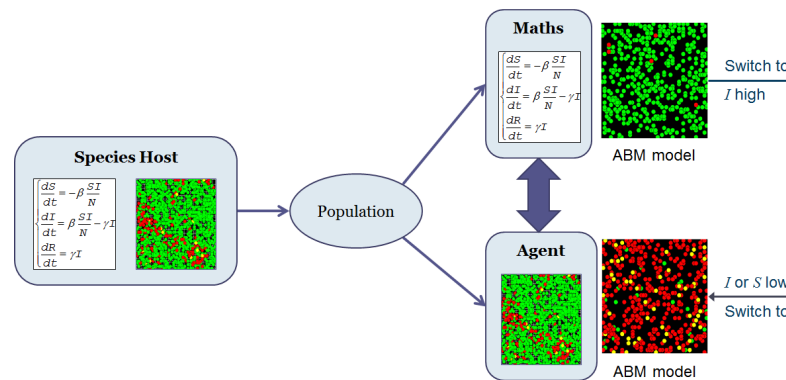 Species Host
dS/dt = -β SI/N
dI/dt = β SI/N - γI
dR/dt = γI
Population
Maths
dS/dt = -β SI/N
dI/dt = β SI/N - γI
dR/dt = γI
ABM model
Switch to
I high
Agent
ABM model
I or S low
Switch to